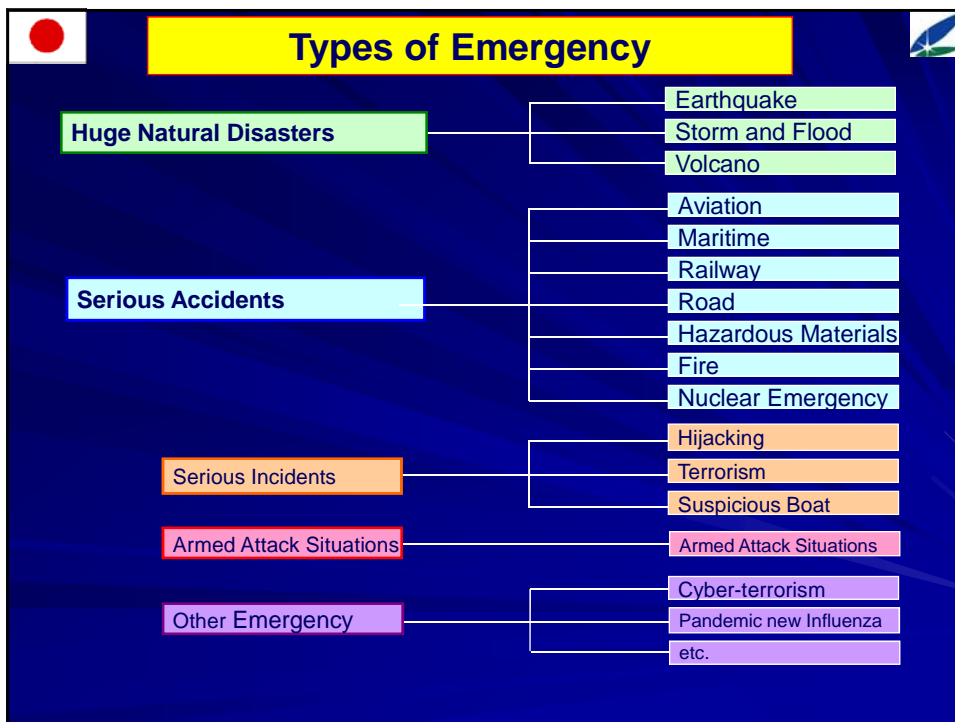 Types of Emergency
Huge Natural Disasters
Earthquake
Storm and Flood
Volcano
Serious Accidents
Aviation
Maritime
Railway
Road
Hazardous Materials
Fire
Nuclear Emergency
Serious Incidents
Hijacking
Terrorism
Suspicious Boat
Armed Attack Situations
Armed Attack Situations
Other Emergency
Cyber-terrorism
Pandemic new Influenza
etc.